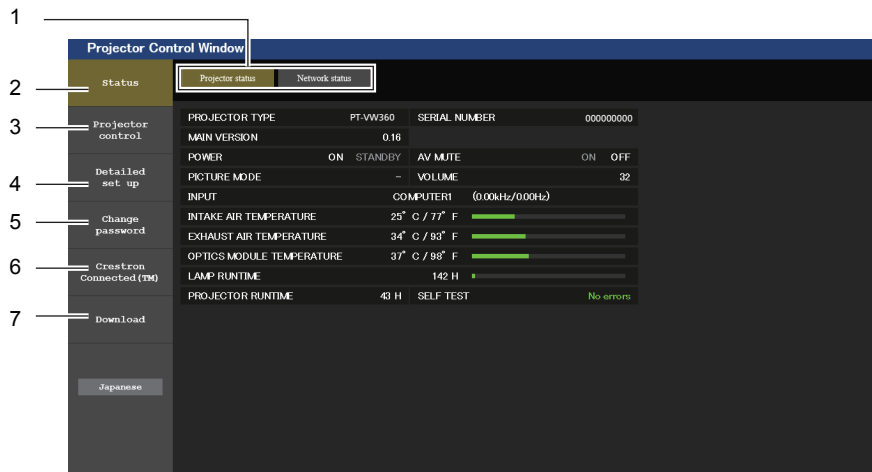 1
Projector Control Window
2
Status
Projector status Network status
3
Projector
control
PROJECTOR TYPE PT-VW360 SERIAL NUMBER 000000000
MAIN VERSION 0.16
POWER ON STANDBY AV MUTE ON OFF
4
Detailed
set up
PICTURE MODE – VOLUME 32
INPUT COMPUTER1 (0.00kHz/0.00Hz)
5
Change
password
INTAKE AIR TEMPERATURE 25° C / 77° F
EXHAUST AIR TEMPERATURE 34° C / 93° F
6
Crestron
Connected(TM)
OPTICS MODULE TEMPERATURE 37° C / 98° F
LAMP RUNTIME 142 H
PROJECTOR RUNTIME 43 H SELF TEST No errors
7
Download
Japanese